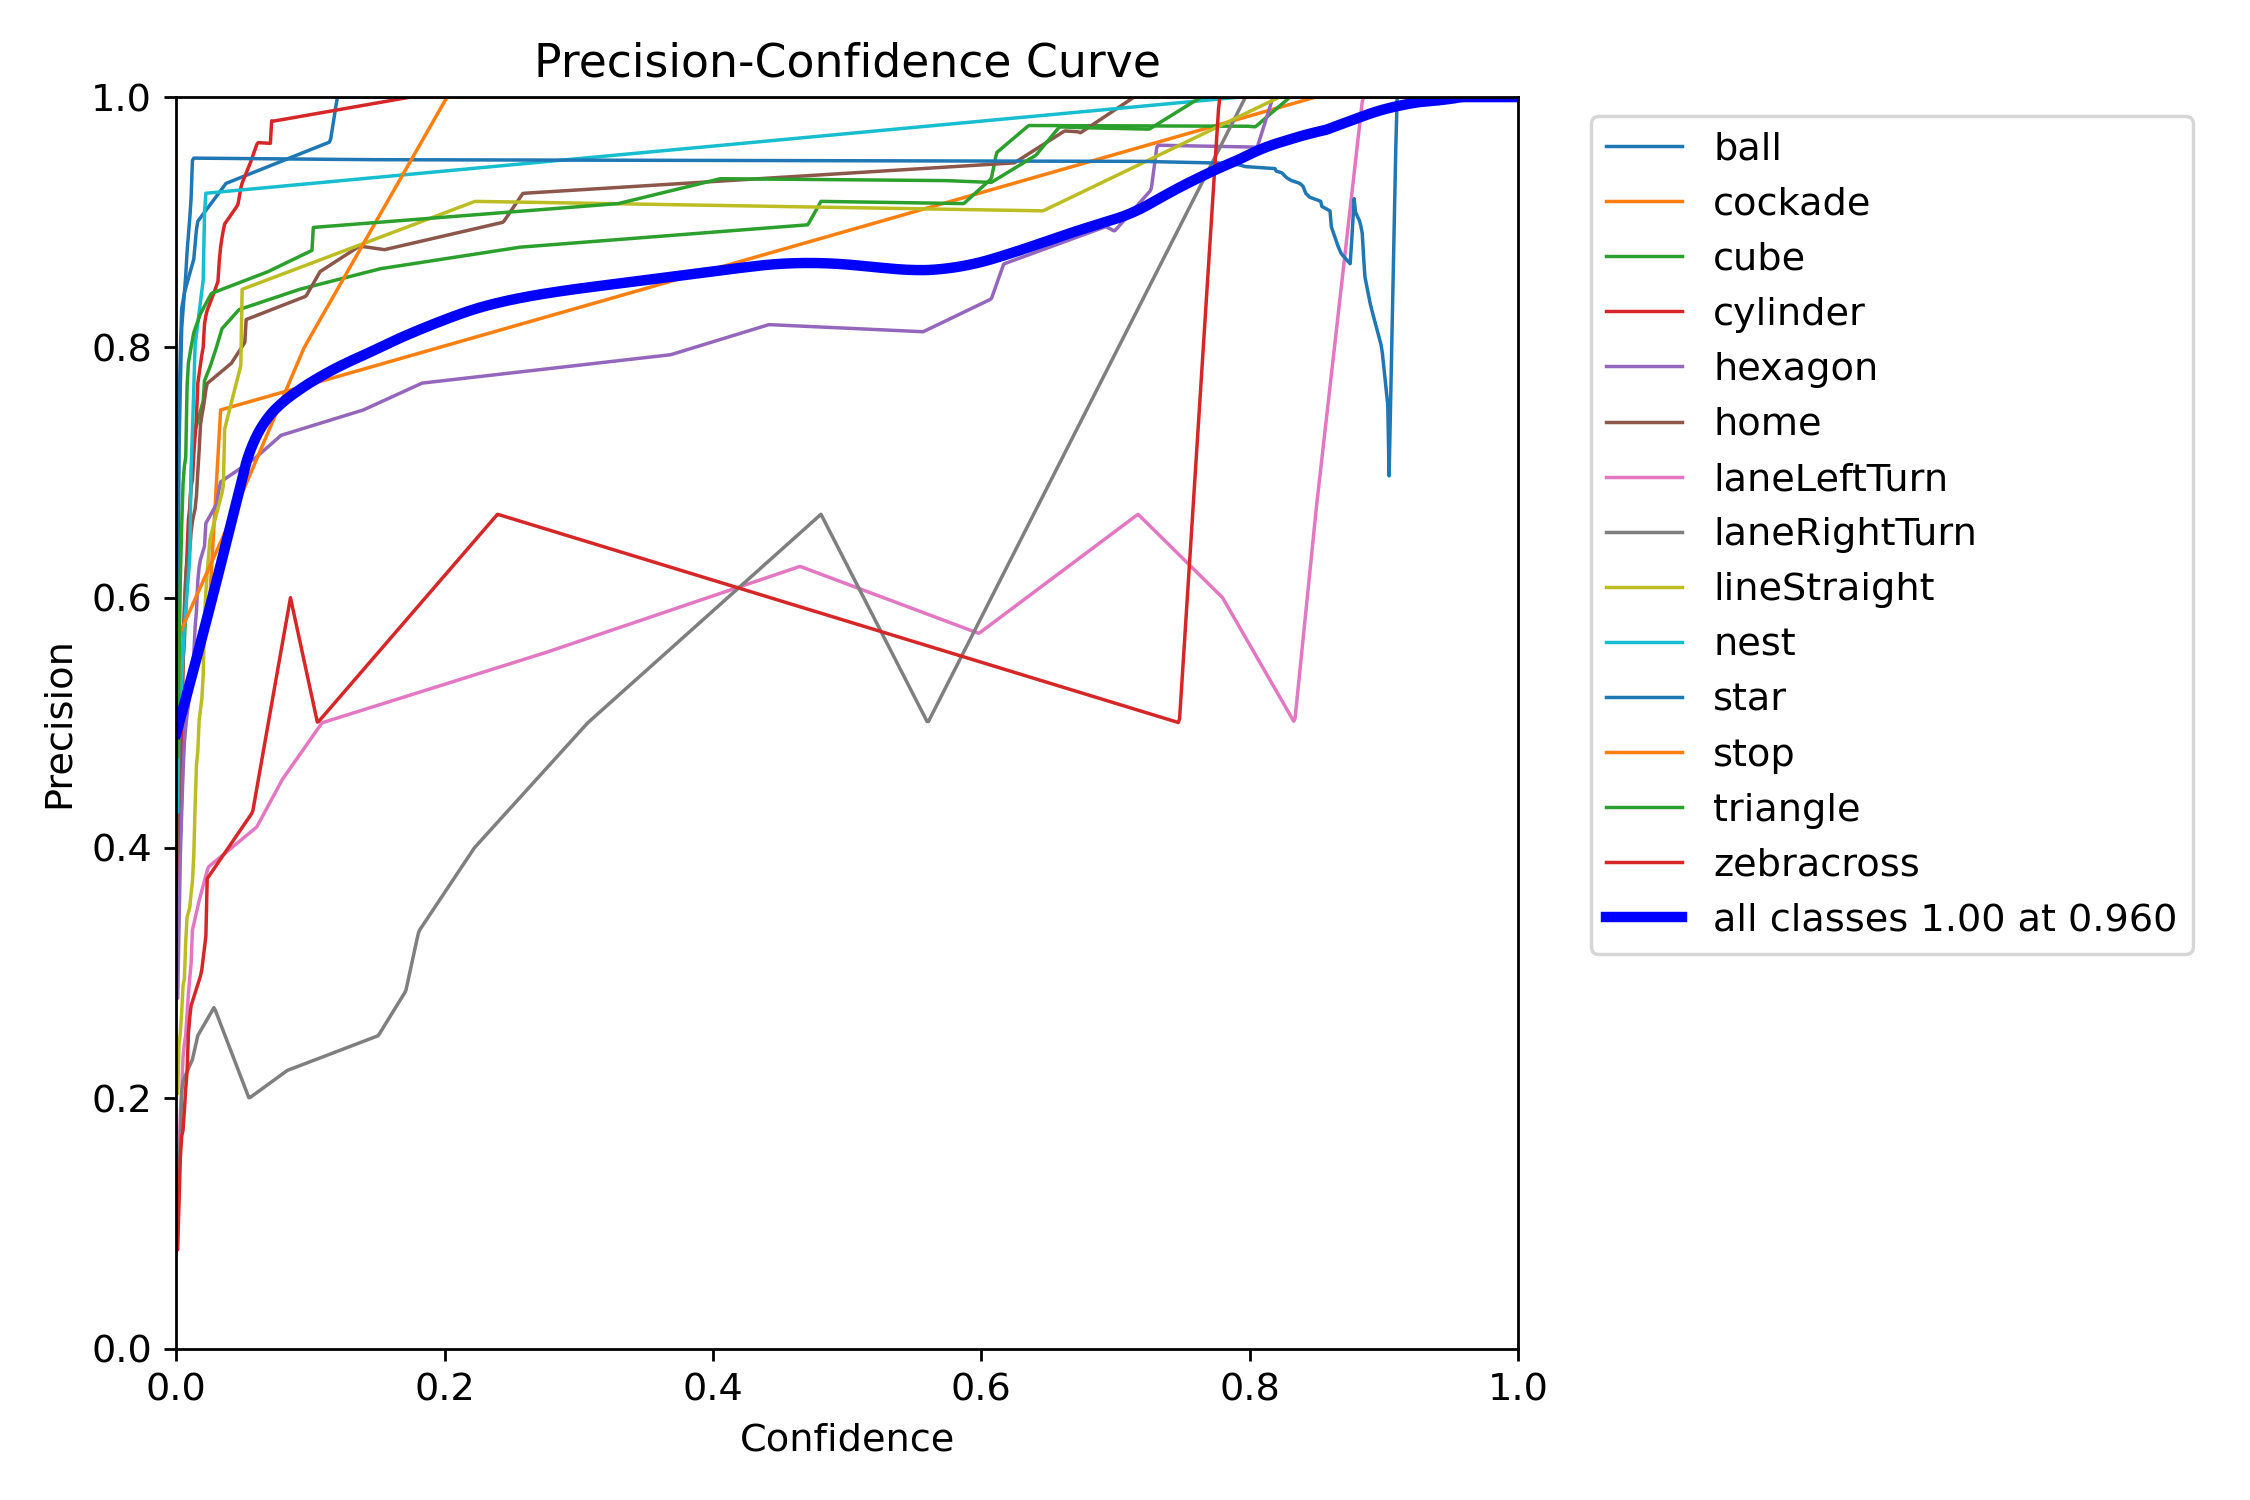 Precision-Confidence Curve
1.0
0.8
0.6
0.4
0.2
0.0
Precision
0.0 0.2 0.4 0.6 0.8 1.0
Confidence
ball
cockade
cube
cylinder
hexagon
home
laneLeftTurn
laneRightTurn
lineStraight
nest
star
stop
triangle
zebracross
all classes 1.00 at 0.960